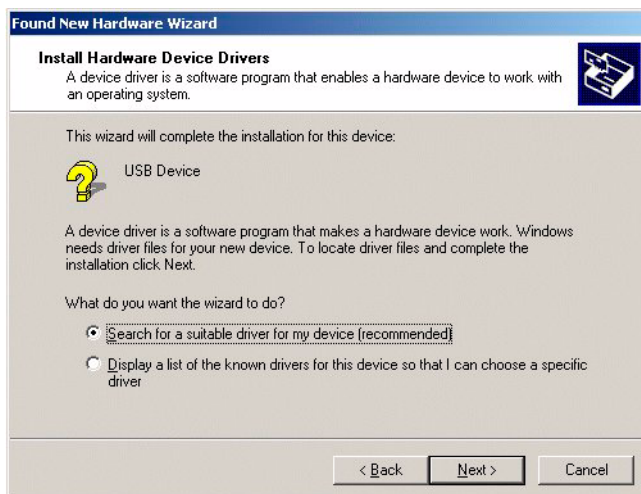 Found New Hardware Wizard
Install Hardware Device Drivers
A device driver is a software program that enables a hardware device to work with
an operating system.
This wizard will complete the installation for this device:
USB Device
A device driver is a software program that makes a hardware device work. Windows
needs driver files for your new device. To locate driver files and complete the
installation click Next.
What do you want the wizard to do?
Search for a suitable driver for my device (recommended)
Display a list of the known drivers for this device so that I can choose a specific
driver
< Back Next > Cancel